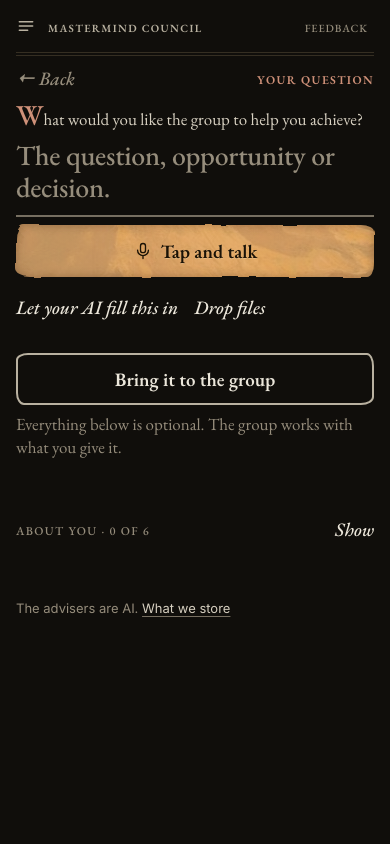 MASTERMIND COUNCIL
FEEDBACK
← Back
YOUR QUESTION
What would you like the group to help you achieve?
The question, opportunity or
decision.
Tap and talk
Let your AI fill this in
Drop files
Bring it to the group
Everything below is optional. The group works with
what you give it.
ABOUT YOU · 0 OF 6
Show
The advisers are AI. What we store